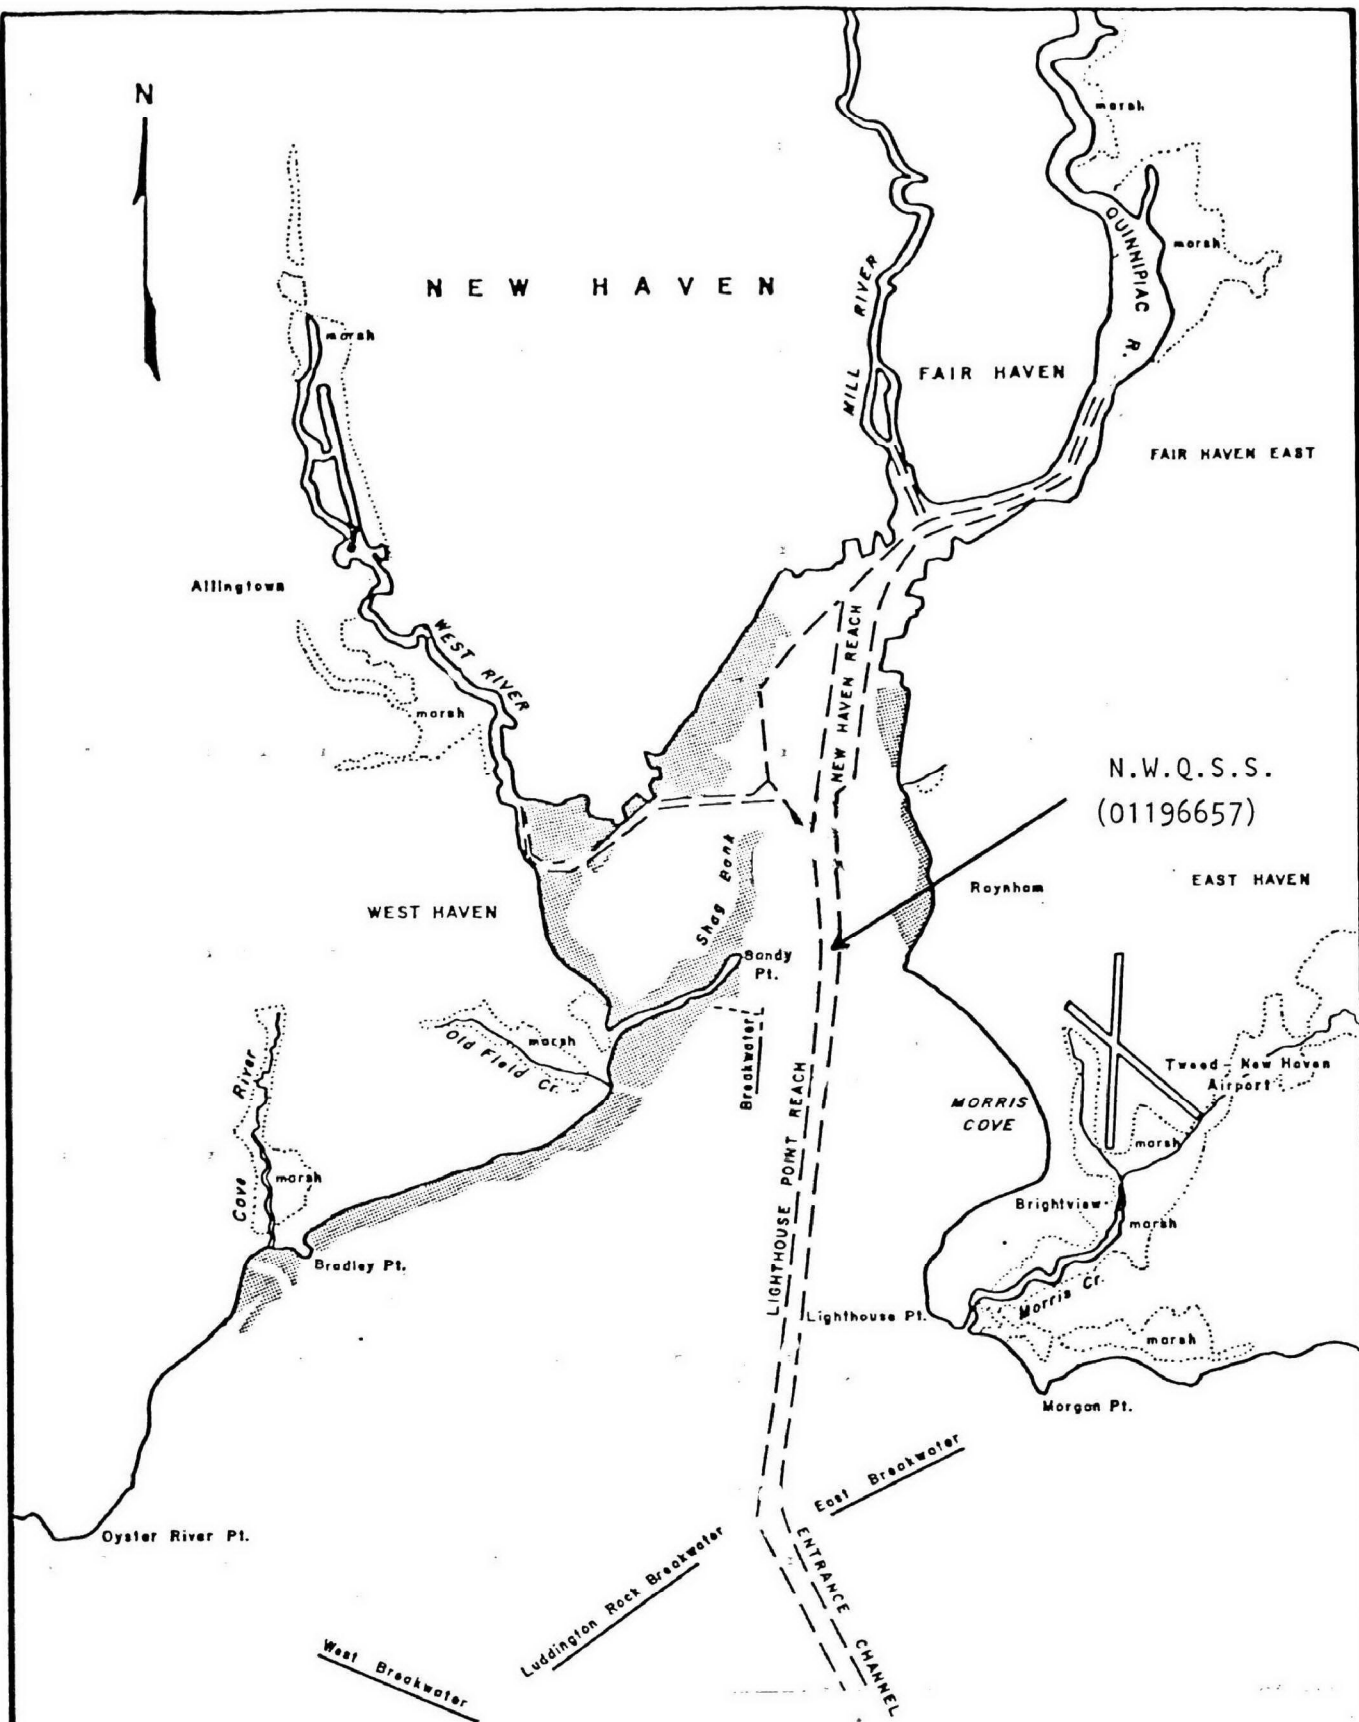 N
marsh
QUINNIPIAC R.
marsh
NEW HAVEN
MILL RIVER
marsh
FAIR HAVEN
FAIR HAVEN EAST
Allingtown
WEST RIVER
NEW HAVEN REACH
marsh
N.W.Q.S.S.
(01196657)
Shag Bank
Raynham
EAST HAVEN
WEST HAVEN
Sandy
Pt.
Old Field Cr.
marsh
Breakwater
Cove River
marsh
LIGHTHOUSE POINT REACH
MORRIS
COVE
Tweed - New Haven
Airport
marsh
Brightview
marsh
Bradley Pt.
Morris Cr.
Lighthouse Pt.
marsh
Morgan Pt.
East Breakwater
Oyster River Pt.
ENTRANCE CHANNEL
Luddington Rock Breakwater
West Breakwater